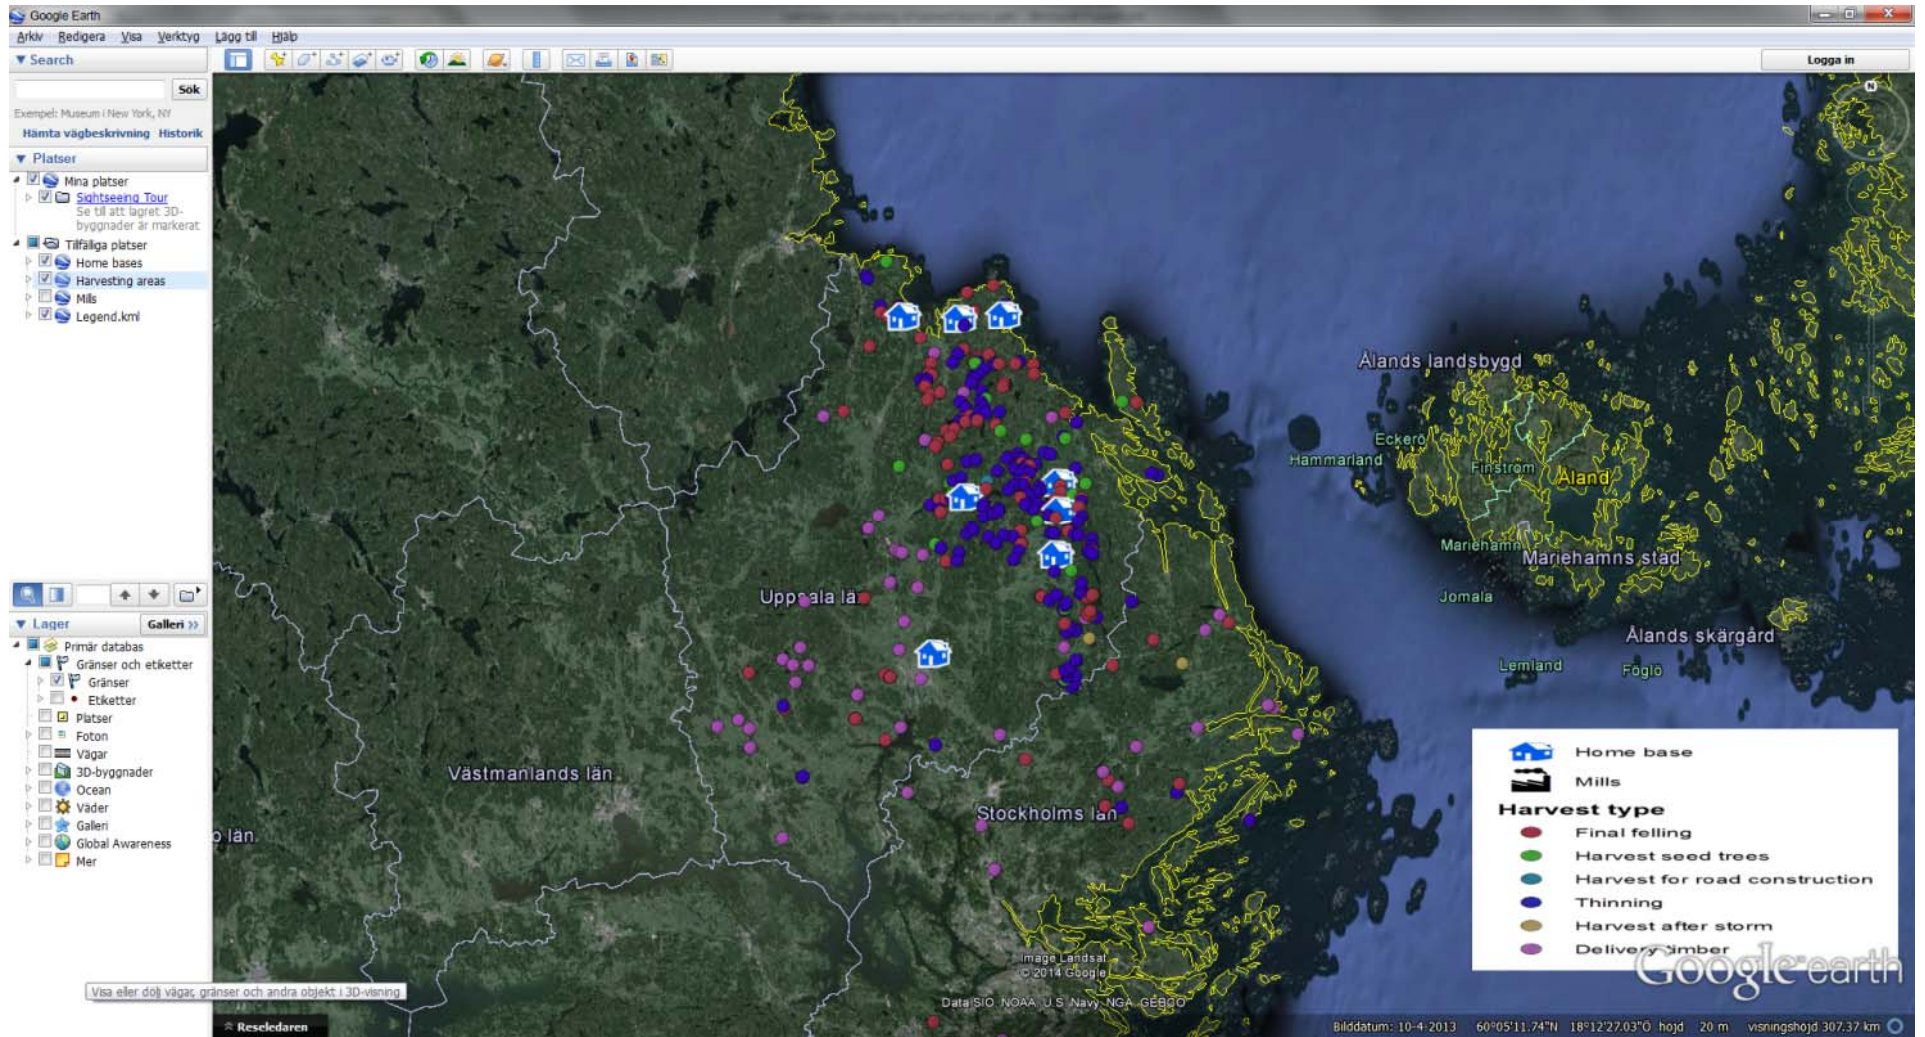 Google Earth
Arkiv Redigera Visa Verktyg Lägg till Hjälp
Search
Sök
Exempel: Museum i New York, NY
Hämta vägbeskrivning Historik
Platser
Mina platser
Sightseeing Tour
Se till att lagret 3D-
byggnader är markerat
Tillfälliga platser
Home bases
Harvesting areas
Mills
Legend.kml
Lager
Galleri >>
Primär databas
Gränser och etiketter
Gränser
Etiketter
Platser
Foton
Vägar
3D-byggnader
Ocean
Väder
Galleri
Global Awareness
Mer
Visa eller dölj vägar, gränser och andra objekt i 3D-visning
Reseledaren
Logga in
N
Ålands landsbygd
Eckerö
Hammarland
Finström
Åland
Mariehamn
Mariehamns stad
Jomala
Ålands skärgård
Lemland
Föglö
Uppsala lä
Västmanlands län
Stockholms län
o län
Home base
Mills
Harvest type
Final felling
Harvest seed trees
Harvest for road construction
Thinning
Harvest after storm
Delivery timber
Google earth
Image Landsat
© 2014 Google
Data SIO, NOAA, U.S. Navy, NGA, GEBCO
Bilddatum: 10-4-2013 60°05'11.74"N 18°12'27.03"O höjd 20 m visningshöjd 307.37 km